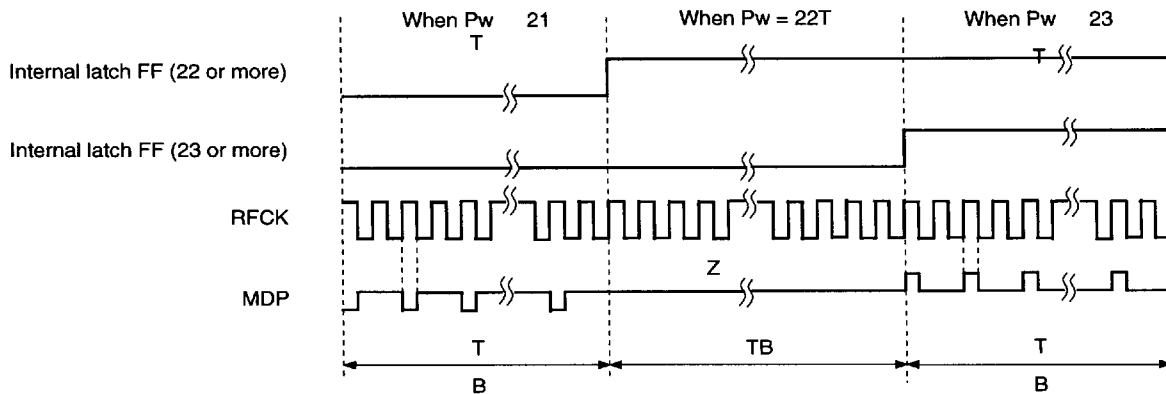 When Pw 21
T
When Pw = 22T
When Pw 23
T
Internal latch FF (22 or more)
Internal latch FF (23 or more)
RFCK
Z
MDP
T
B
TB
T
B